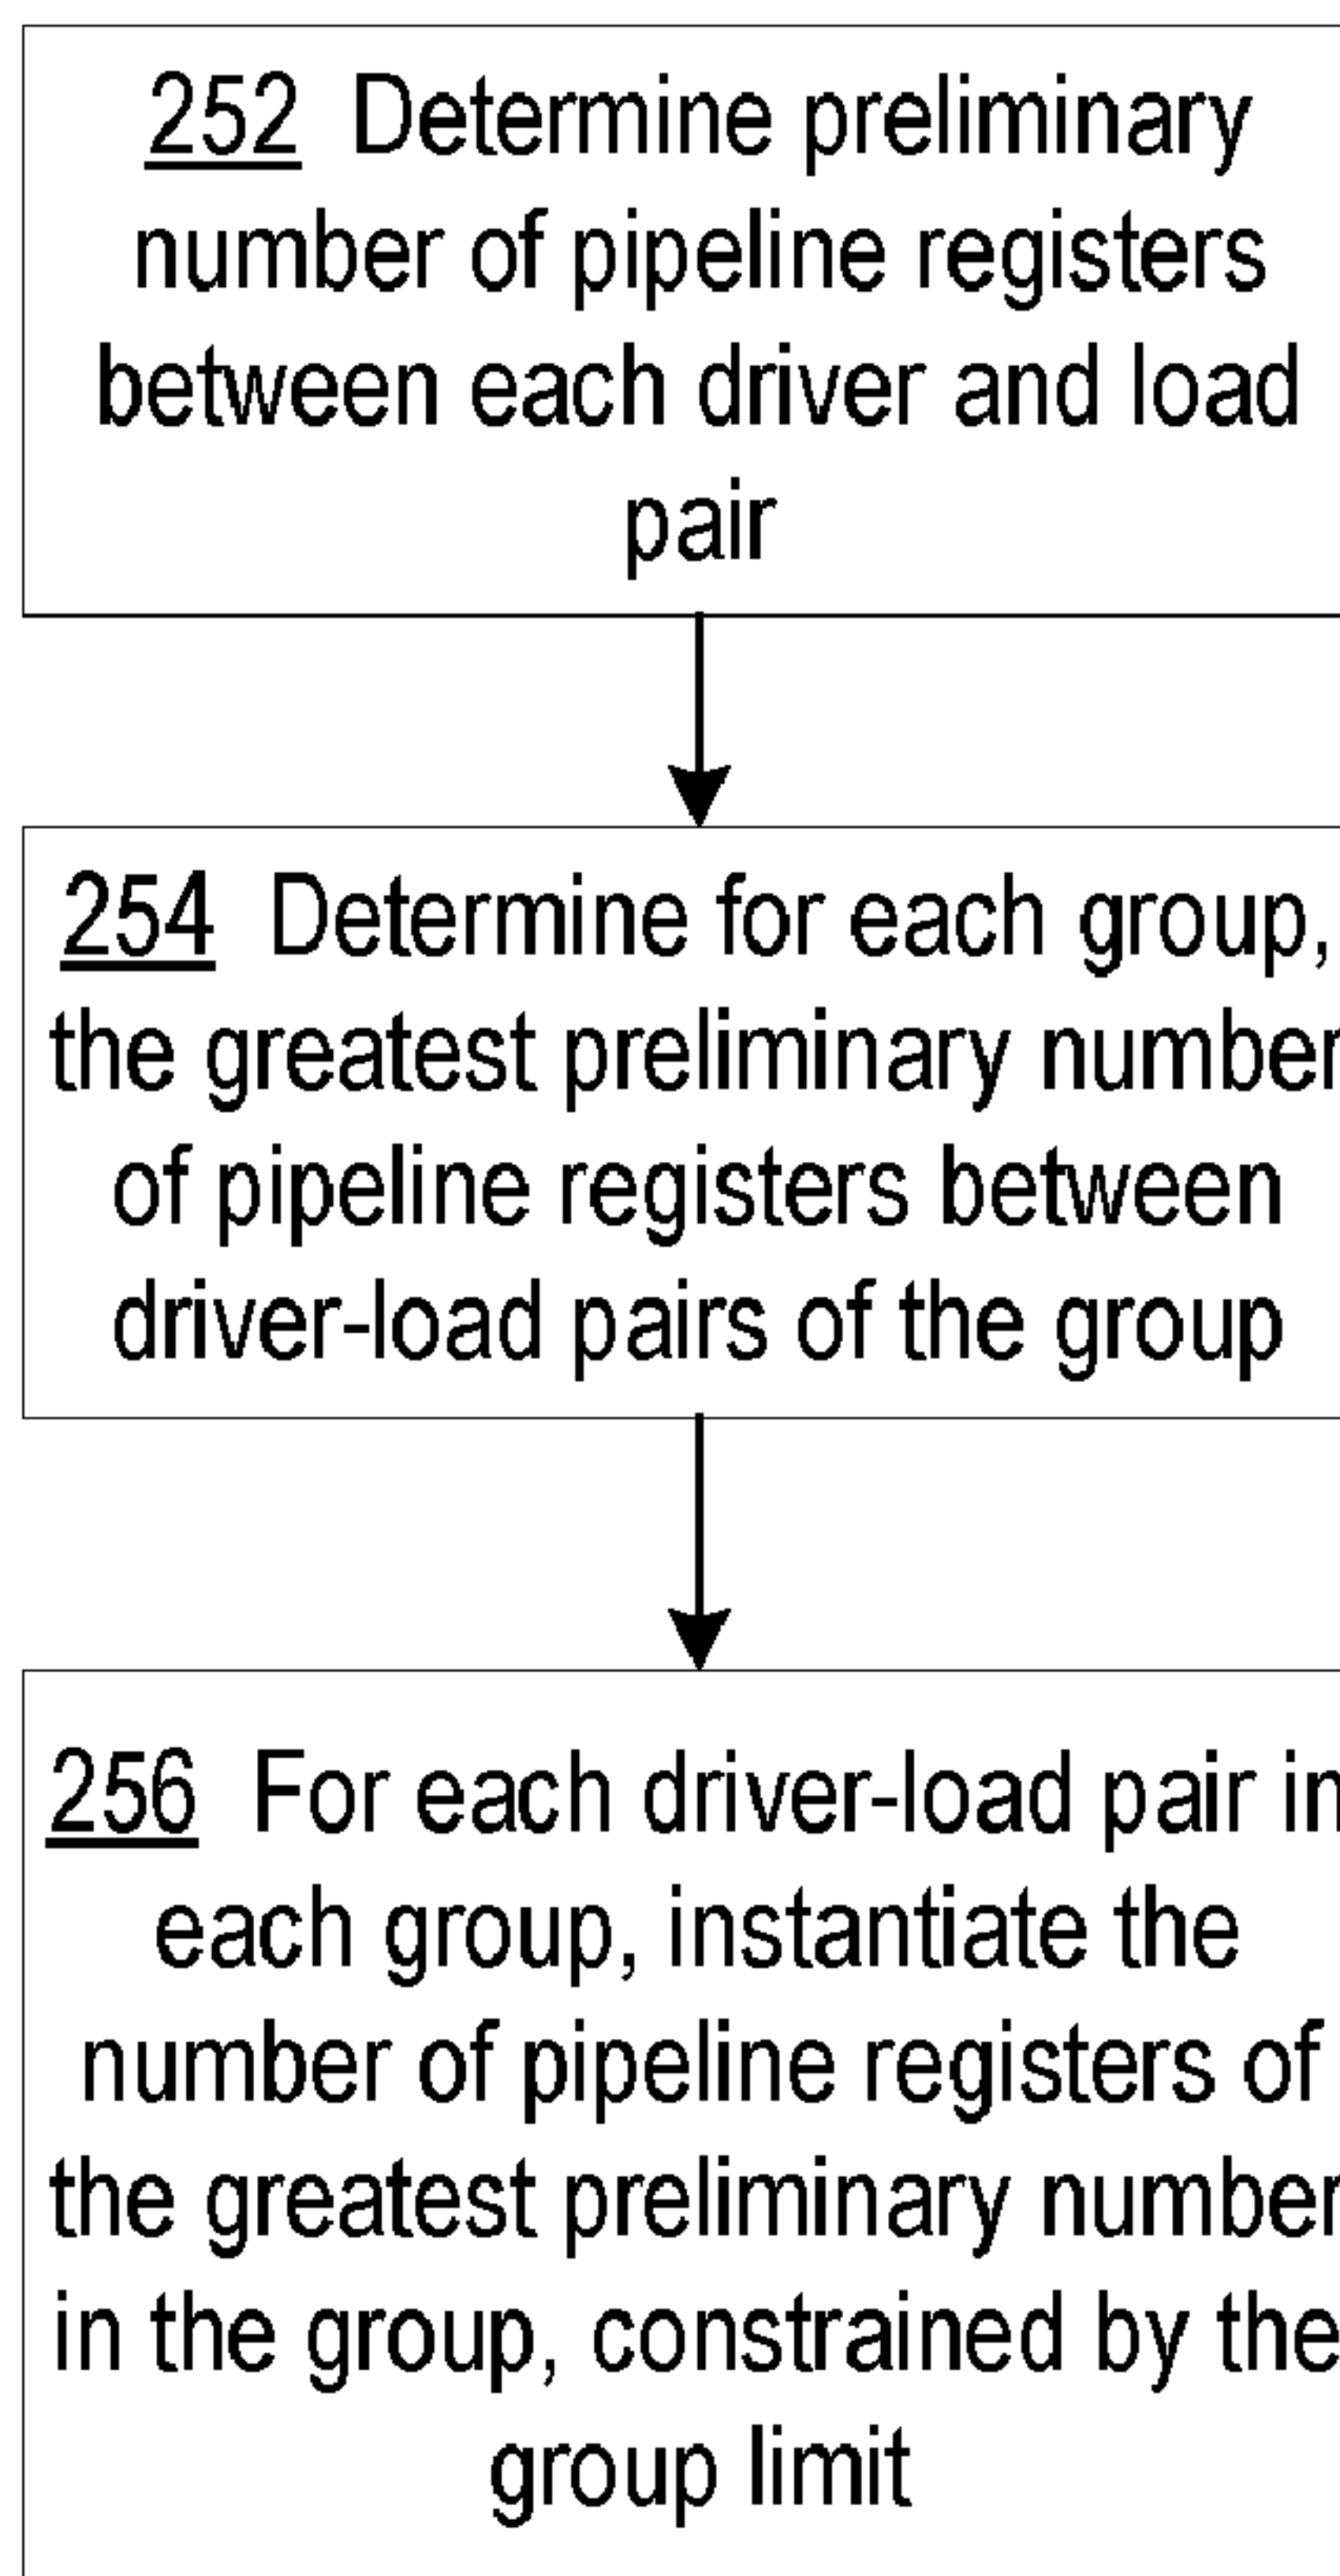 252 Determine preliminary
number of pipeline registers
between each driver and load
pair
254 Determine for each group,
the greatest preliminary number
of pipeline registers between
driver-load pairs of the group
256 For each driver-load pair in
each group, instantiate the
number of pipeline registers of
the greatest preliminary number
in the group, constrained by the
group limit